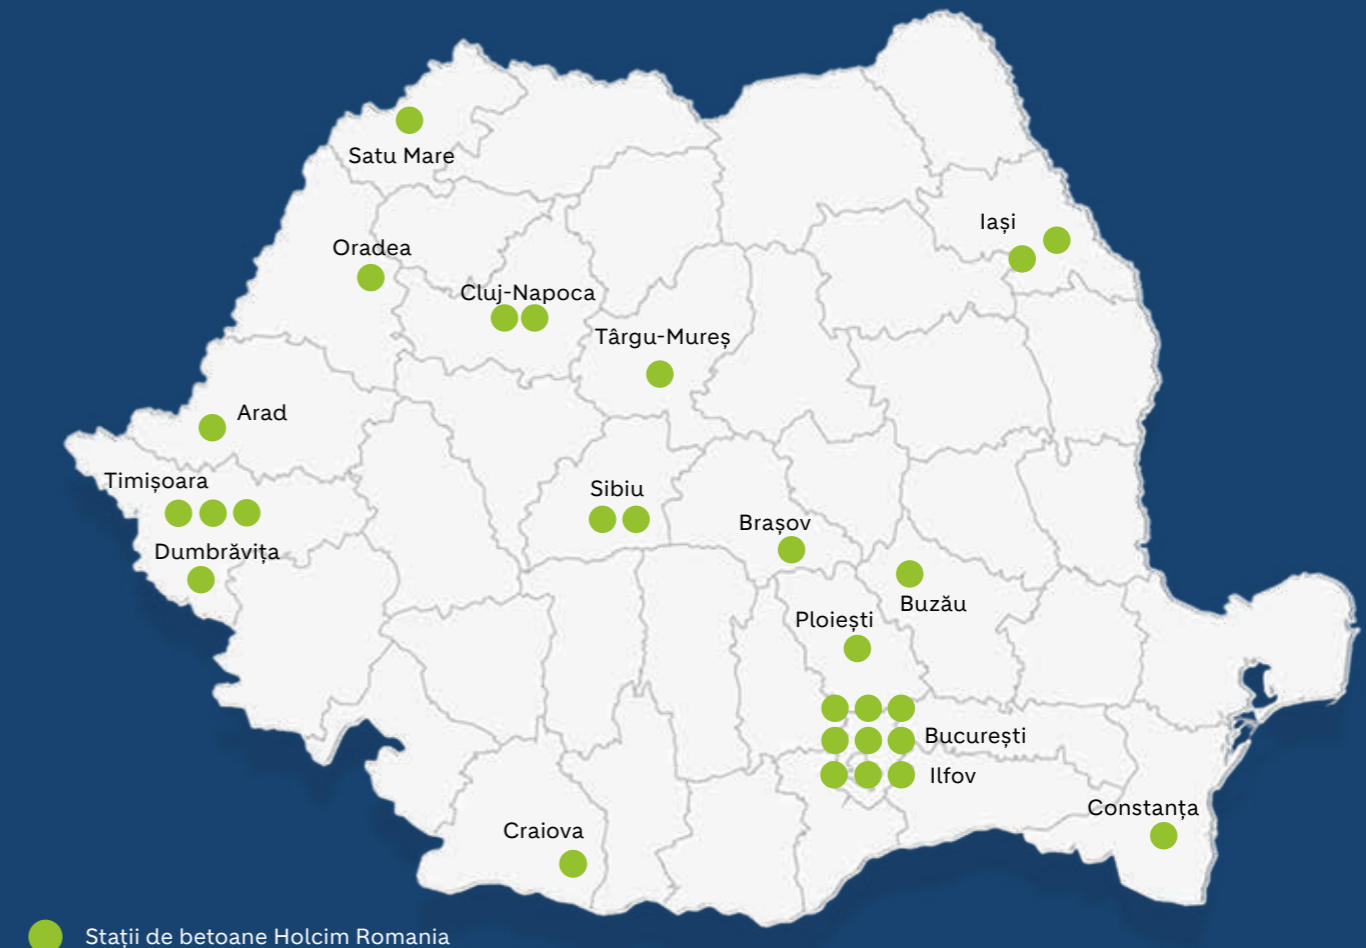 Satu Mare
Iași
Oradea
Cluj-Napoca
Târgu-Mureș
Arad
Timișoara
Sibiu
Brașov
Dumbrăvița
Buzău
Ploiești
București
Ilfov
Constanța
Craiova
Stații de betoane Holcim Romania